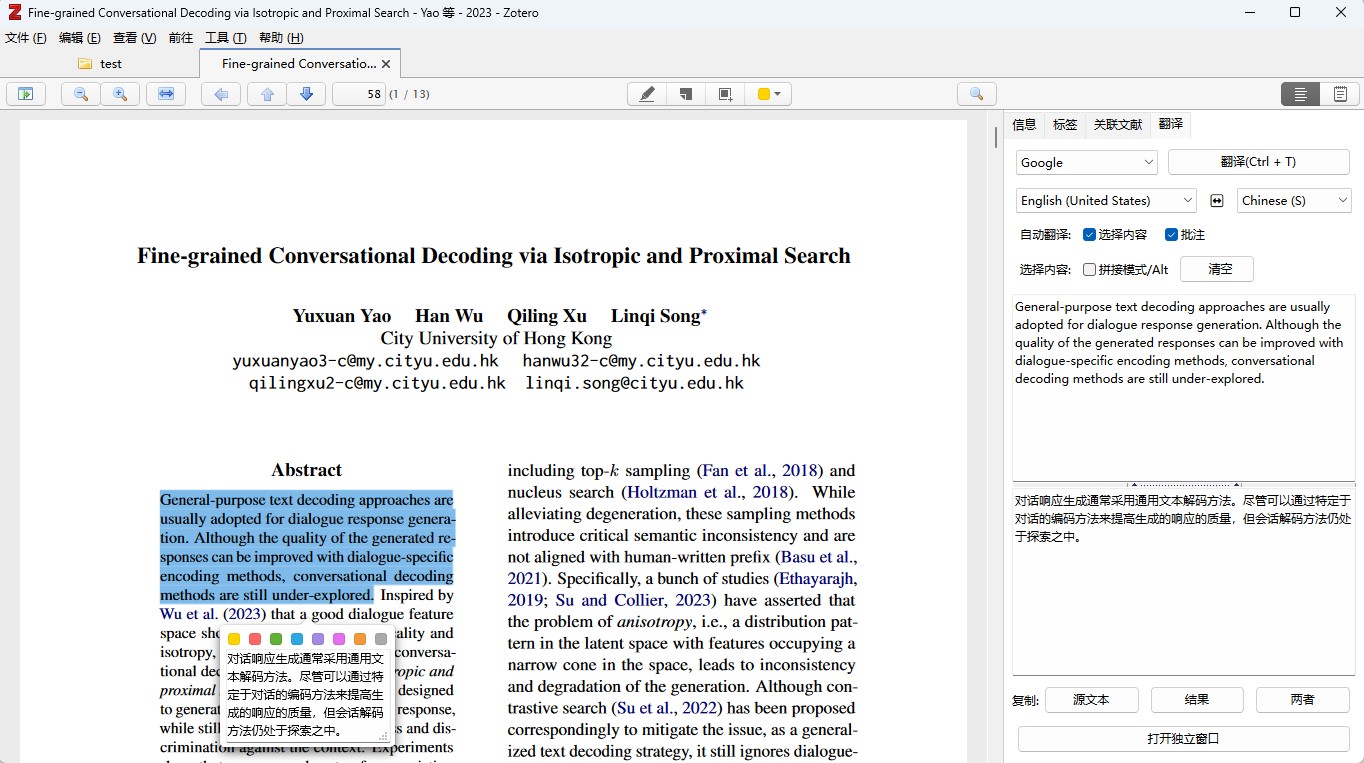 Fine-grained Conversational Decoding via Isotropic and Proximal Search - Yao 等 - 2023 - Zotero
文件 (F) 编辑 (E) 查看 (V) 前往 工具 (T) 帮助 (H)
test
Fine-grained Conversatio...
58 (1 / 13)
Fine-grained Conversational Decoding via Isotropic and Proximal Search
Yuxuan Yao Han Wu Qiling Xu Linqi Song*
City University of Hong Kong
yuxuanyao3-c@my.cityu.edu.hk hanwu32-c@my.cityu.edu.hk
qilingxu2-c@my.cityu.edu.hk linqi.song@cityu.edu.hk
Abstract
General-purpose text decoding approaches are
usually adopted for dialogue response genera-
tion. Although the quality of the generated re-
sponses can be improved with dialogue-specific
encoding methods, conversational decoding
methods are still under-explored. Inspired by
Wu et al. (2023) that a good dialogue feature
space sho ality and
isotropy, conversa-
tional dec ropic and
proximal designed
to generat response,
while still s and dis-
crimination against the context. Experiments
对话响应生成通常采用通用文
本解码方法。尽管可以通过特
定于对话的编码方法来提高生
成的响应的质量，但会话解码
方法仍处于探索之中。
including top-k sampling (Fan et al., 2018) and
nucleus search (Holtzman et al., 2018). While
alleviating degeneration, these sampling methods
introduce critical semantic inconsistency and are
not aligned with human-written prefix (Basu et al.,
2021). Specifically, a bunch of studies (Ethayarajh,
2019; Su and Collier, 2023) have asserted that
the problem of anisotropy, i.e., a distribution pat-
tern in the latent space with features occupying a
narrow cone in the space, leads to inconsistency
and degradation of the generation. Although con-
trastive search (Su et al., 2022) has been proposed
correspondingly to mitigate the issue, as a general-
ized text decoding strategy, it still ignores dialogue-
信息 标签 关联文献 翻译
Google 翻译(Ctrl + T)
English (United States) Chinese (S)
自动翻译: 选择内容 批注
选择内容: 拼接模式/Alt 清空
General-purpose text decoding approaches are usually
adopted for dialogue response generation. Although the
quality of the generated responses can be improved with
dialogue-specific encoding methods, conversational
decoding methods are still under-explored.
对话响应生成通常采用通用文本解码方法。尽管可以通过特定于
对话的编码方法来提高生成的响应的质量，但会话解码方法仍处
于探索之中。
复制: 源文本 结果 两者
打开独立窗口